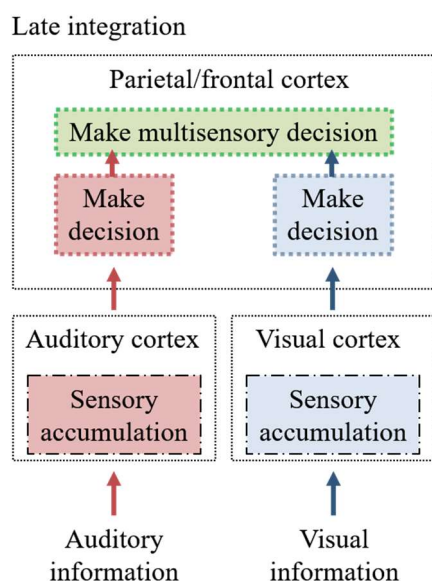 Late integration
Parietal/frontal cortex
Make multisensory decision
Make
decision
Make
decision
Auditory cortex
Visual cortex
Sensory
accumulation
Sensory
accumulation
Auditory
information
Visual
information